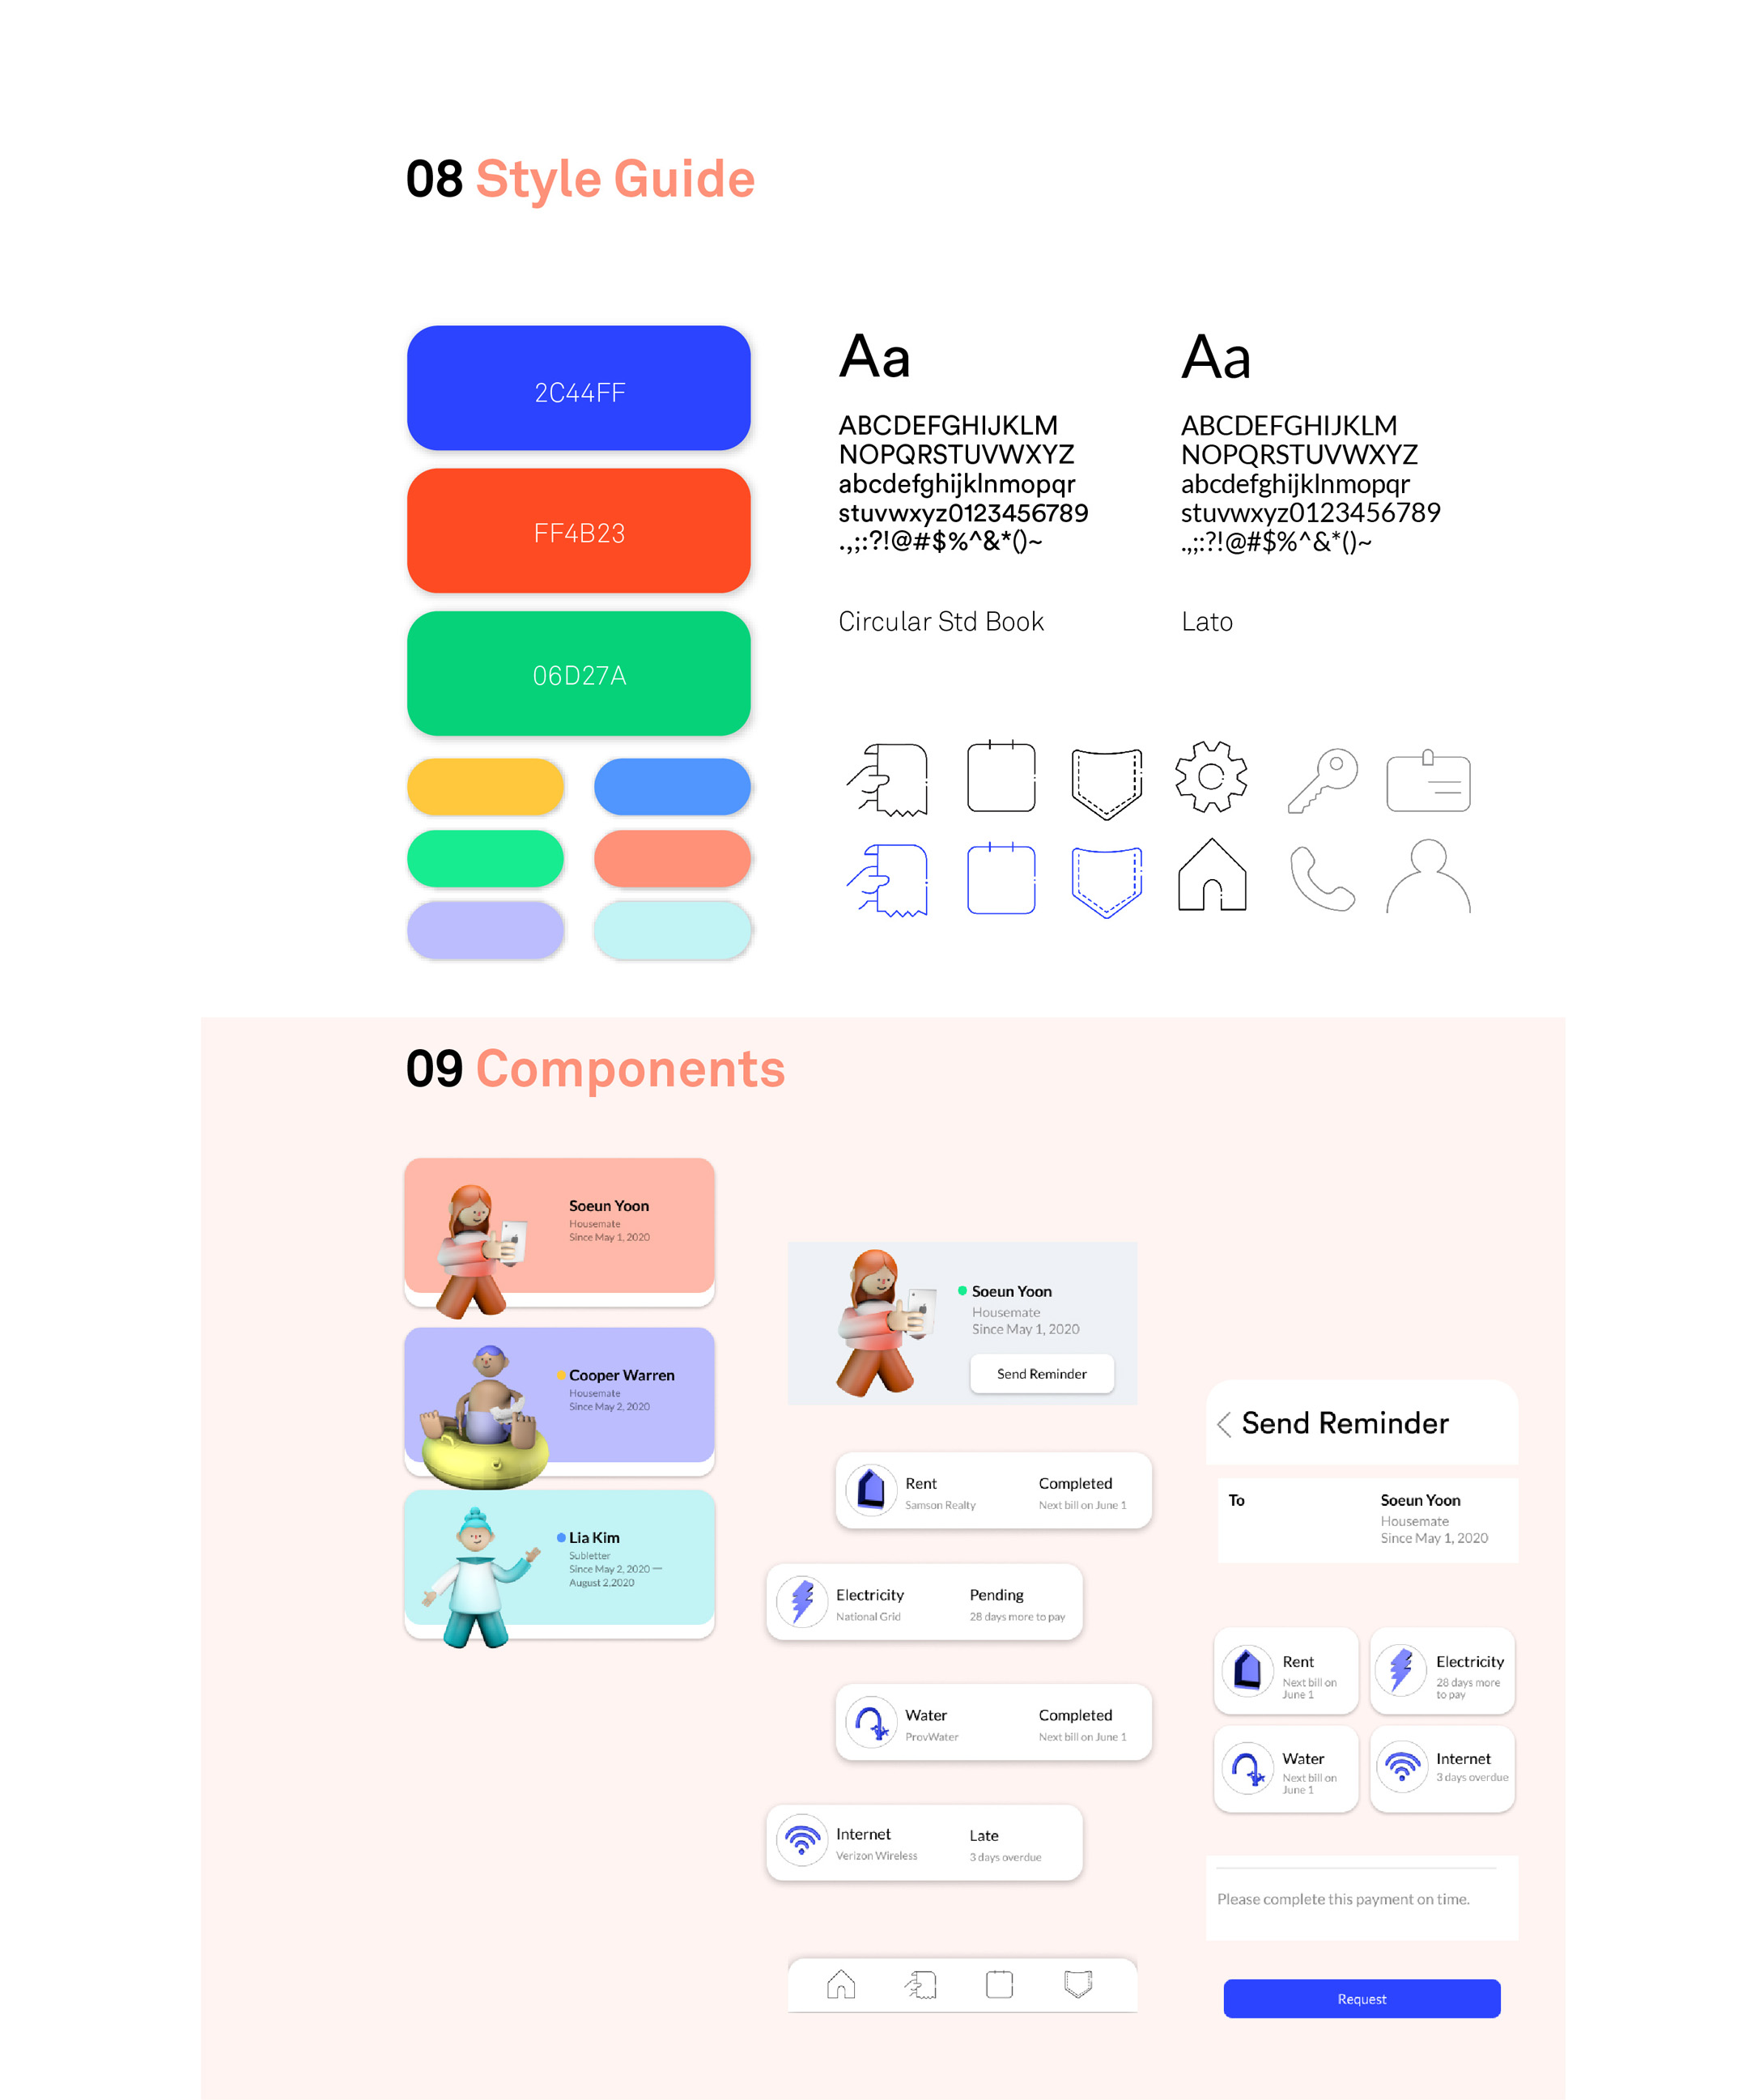 08 Style Guide
2C44FF
FF4B23
06D27A
Aa
ABCDEFGHIJKLM
NOPQRSTUVWXYZ
abcdefghijklnmopqr
stuvwxyz0123456789
.,;:?!@#$%^&*()~
Circular Std Book
Aa
ABCDEFGHIJKLM
NOPQRSTUVWXYZ
abcdefghijklnmopqr
stuvwxyz0123456789
.,;:?!@#$%^&*()~
Lato
09 Components
Soeun Yoon
Housemate
Since May 1, 2020
Cooper Warren
Housemate
Since May 2, 2020
Lia Kim
Subletter
Since May 2, 2020 —
August 2,2020
Soeun Yoon
Housemate
Since May 1, 2020
Send Reminder
Rent
Samson Realty
Completed
Next bill on June 1
Electricity
National Grid
Pending
28 days more to pay
Water
ProvWater
Completed
Next bill on June 1
Internet
Verizon Wireless
Late
3 days overdue
Send Reminder
To
Soeun Yoon
Housemate
Since May 1, 2020
Rent
Next bill on
June 1
Electricity
28 days more
to pay
Water
Next bill on
June 1
Internet
3 days overdue
Please complete this payment on time.
Request